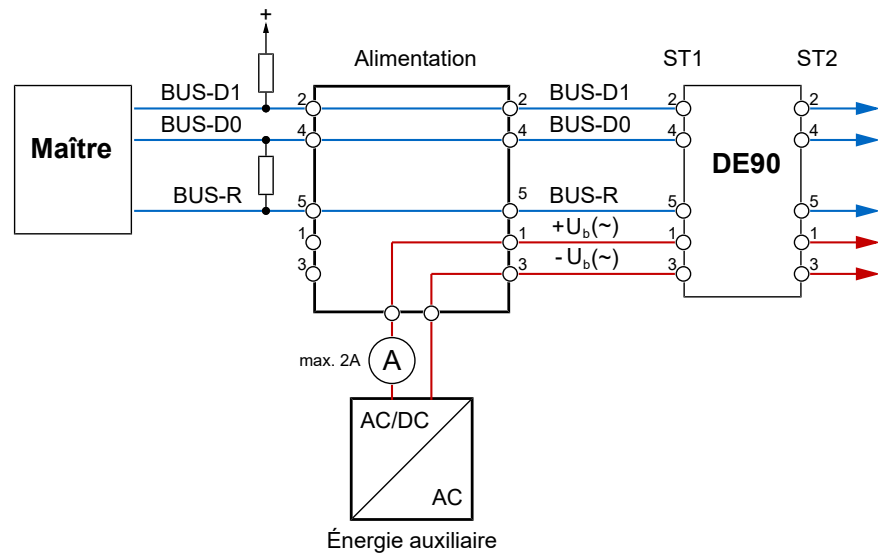 +
Alimentation ST1 ST2
BUS-D1 2 2 BUS-D1 2 2
BUS-D0 4 4 BUS-D0 4 4
Maître DE90
BUS-R 5 5 BUS-R 5 5
1 1 +U_b(~) 1 1
3 3 -U_b(~) 3 3
max. 2A A
AC/DC
AC
Énergie auxiliaire